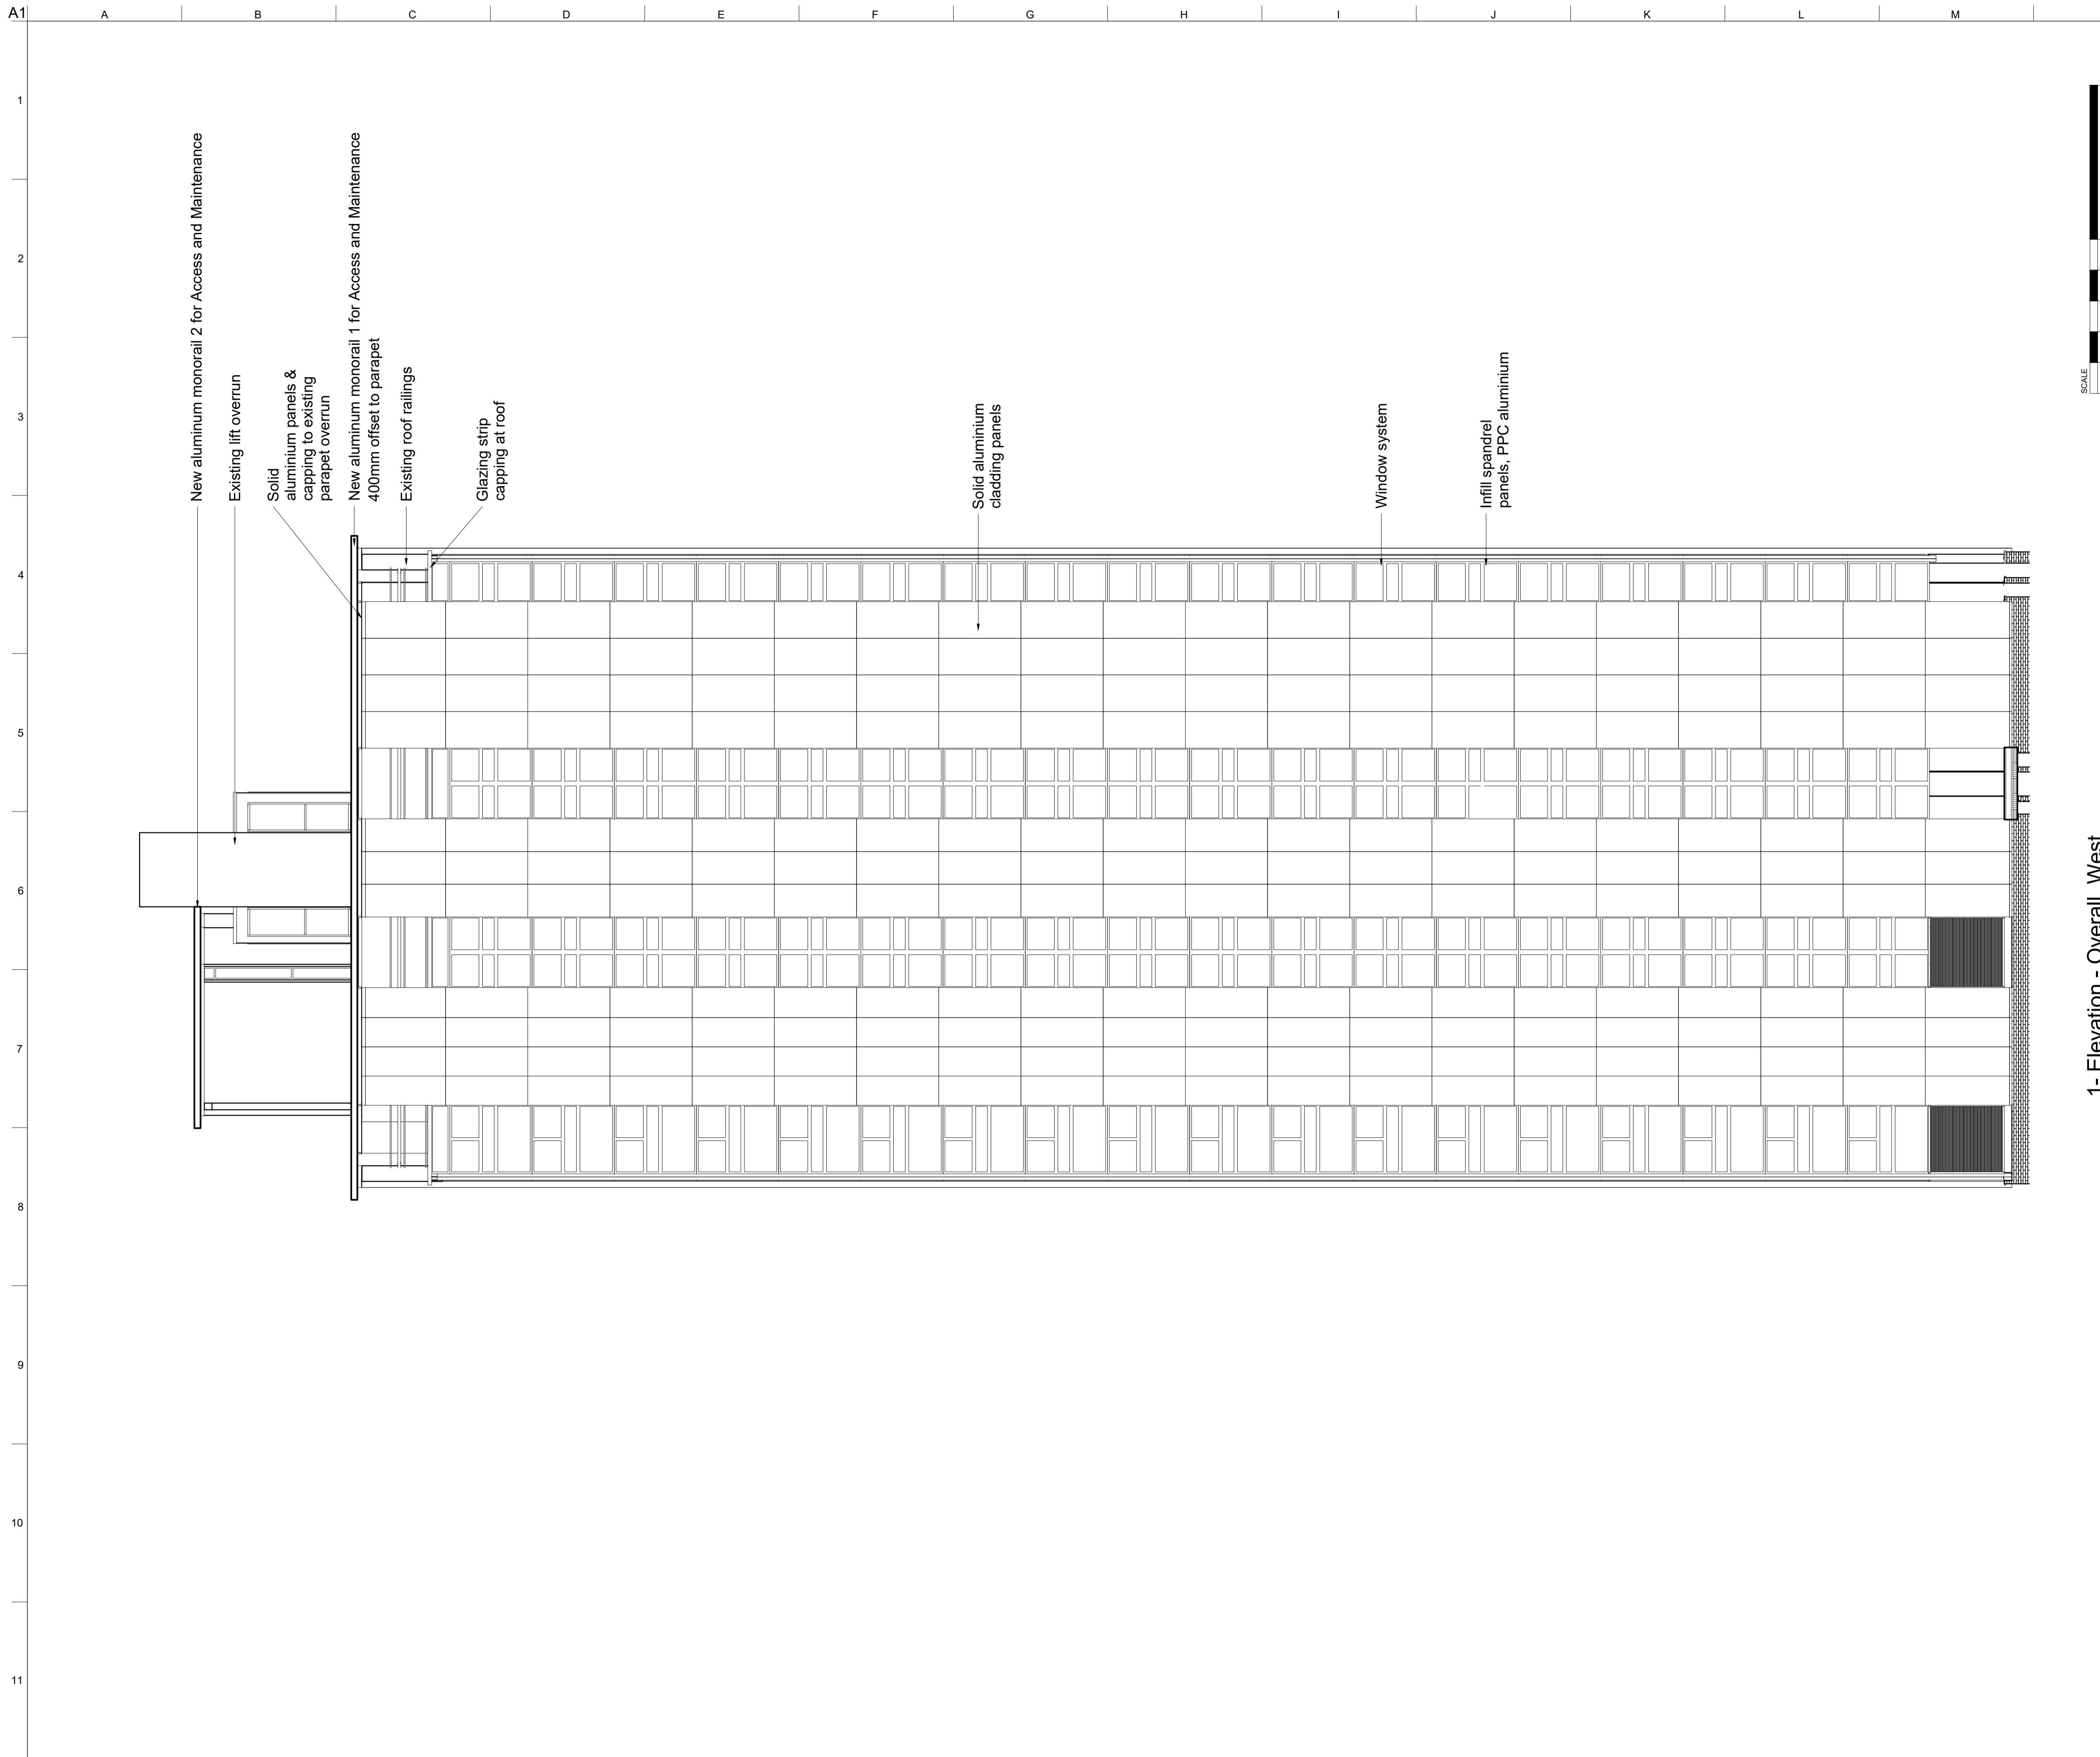 A1
A
B
C
D
E
F
G
H
I
J
K
L
M
1
2
3
4
5
6
7
8
9
10
11
New aluminum monorail 2 for Access and Maintenance
Existing lift overrun
Solid
aluminium panels &
capping to existing
parapet overrun
New aluminum monorail 1 for Access and Maintenance
400mm offset to parapet
Existing roof railings
Glazing strip
capping at roof
Solid aluminium
cladding panels
Window system
Infill spandrel
panels, PPC aluminium
SCALE
1- Elevation - Overall West